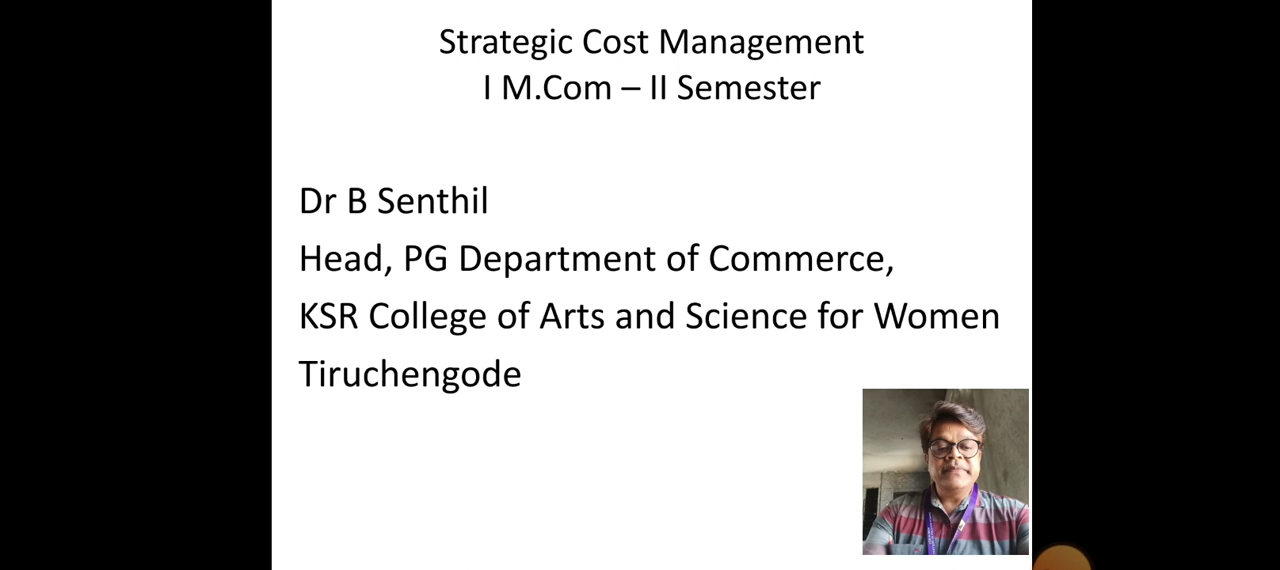 Strategic Cost Management
I M.Com – II Semester
Dr B Senthil
Head, PG Department of Commerce,
KSR College of Arts and Science for Women
Tiruchengode